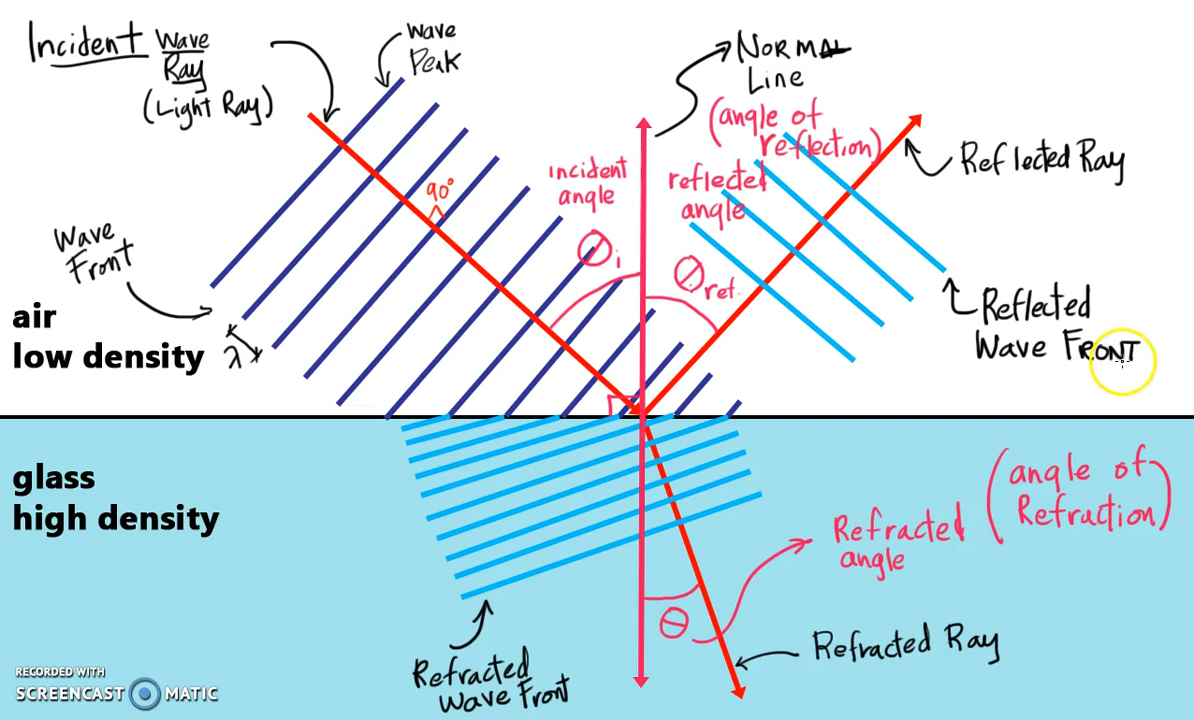 Incident Wave
Ray
(Light Ray)
Wave
Peak
NORMAL
Line
(angle of
reflection)
Reflected Ray
90°
incident
angle
reflected
angle
Wave
Front
θi
θref.
Reflected
Wave FRONT
air
low density
λ
glass
high density
(angle of
Refraction)
Refracted
angle
θ
Refracted Ray
Refracted
Wave Front
RECORDED WITH
SCREENCAST MATIC